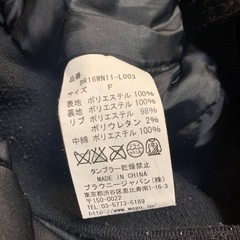 品番 BR16WN11-L003
サイズ F
表地 ポリエステル 100%
裏地 ポリエステル 100%
リブ ポリエステル 98%
ポリウレタン 2%
中綿 ポリエステル 100%
タンブラー乾燥禁止
MADE IN CHINA
ブラウニージャパン(株)
東京都渋谷区恵比寿南1-16-3
TEL 03-5773-5189